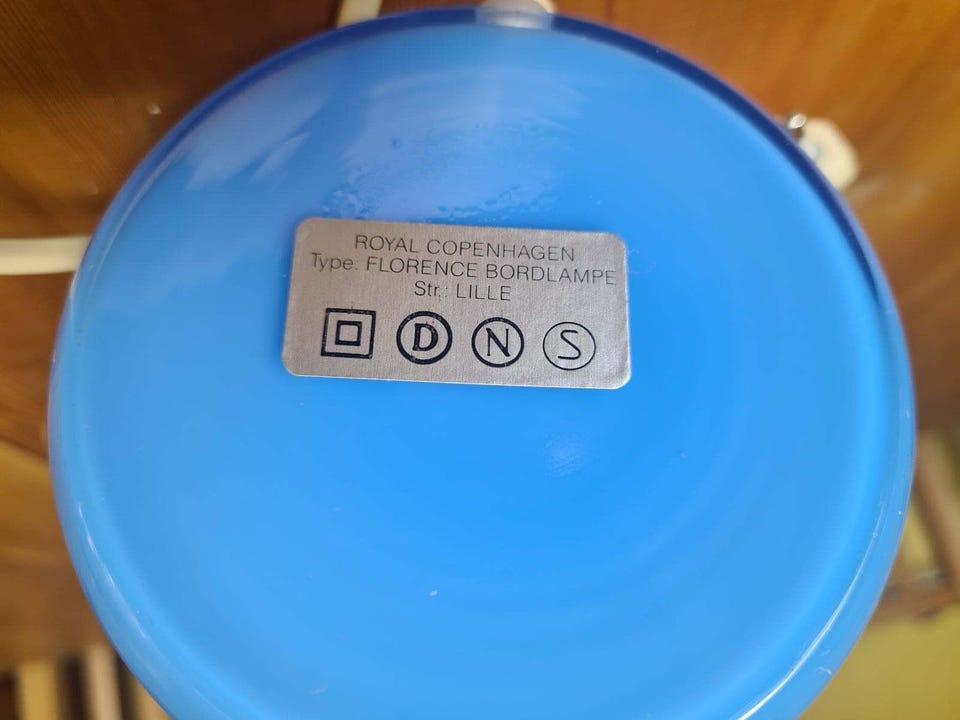 ROYAL COPENHAGEN
Type: FLORENCE BORDLAMPE
Str.: LILLE
D N S